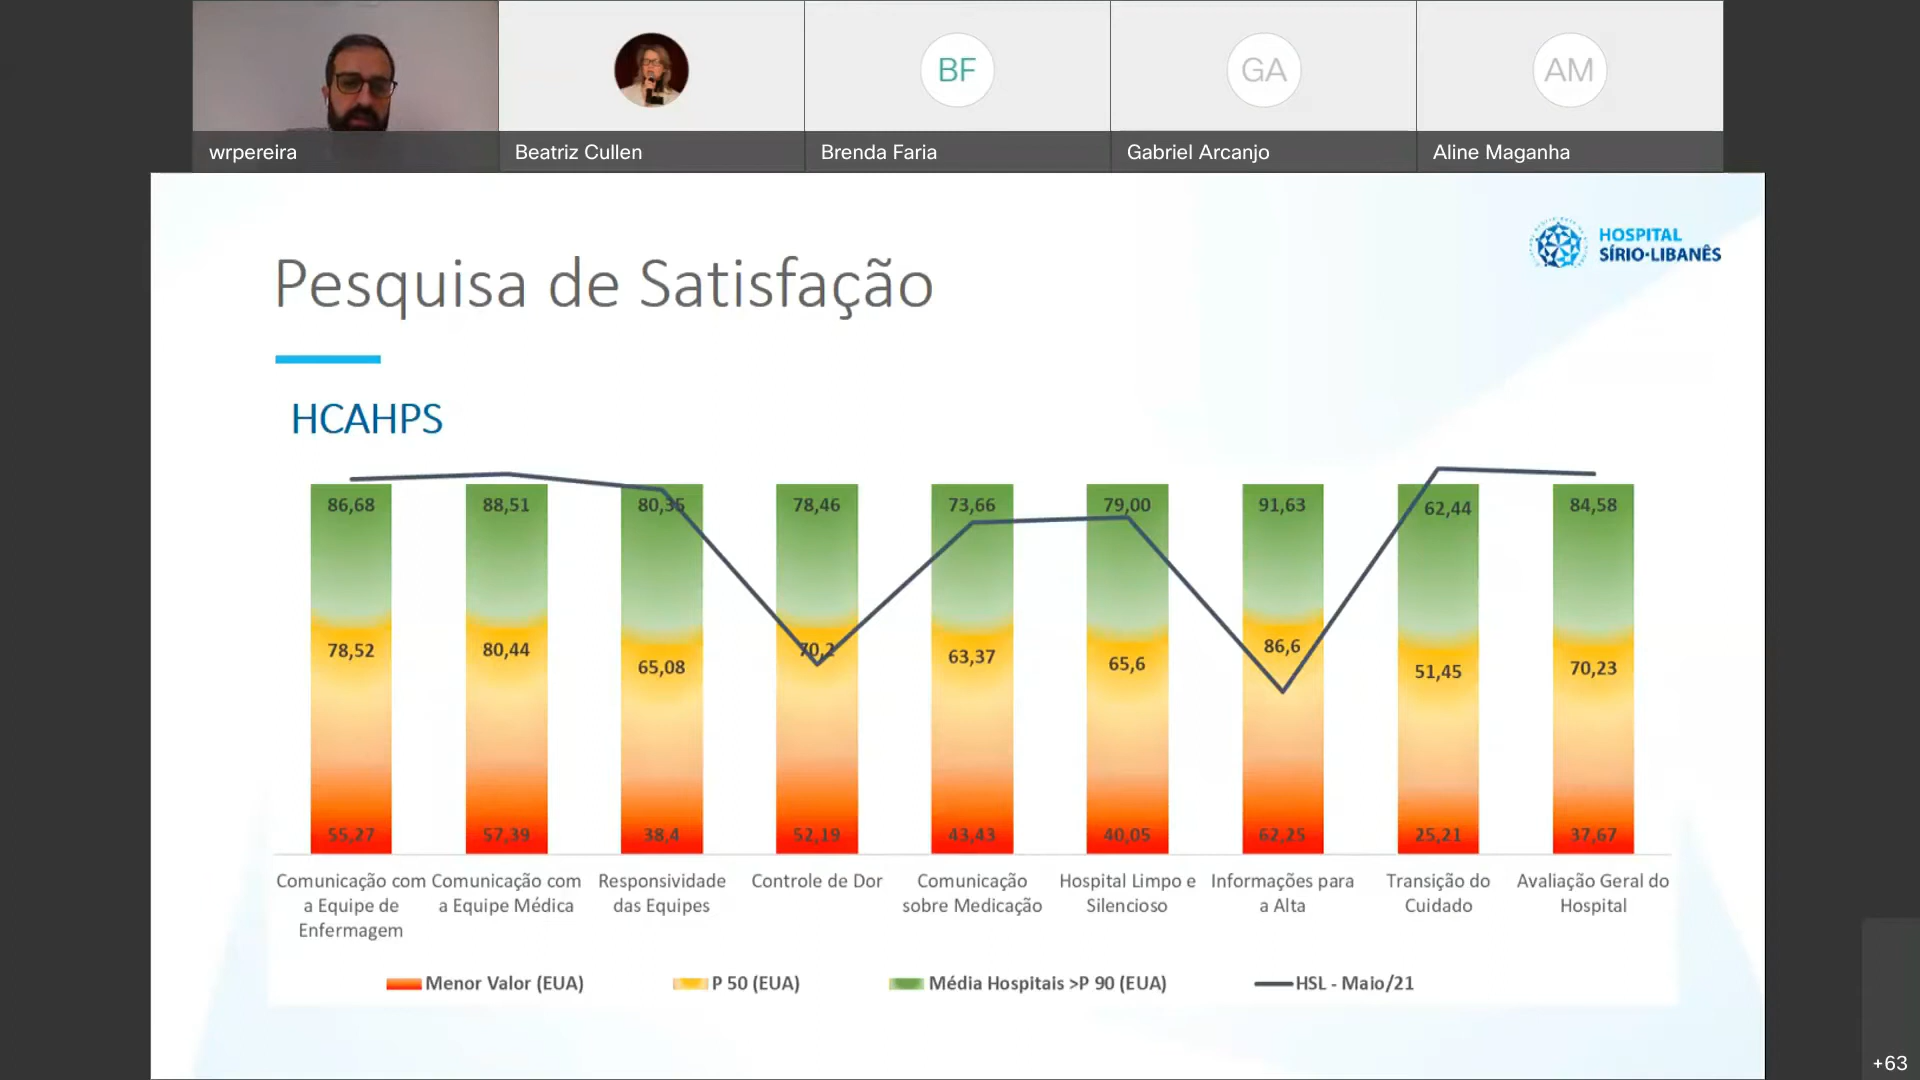 BF
GA
AM
wrpereira
Beatriz Cullen
Brenda Faria
Gabriel Arcanjo
Aline Maganha
HOSPITAL
SÍRIO•LIBANÊS
Pesquisa de Satisfação
HCAHPS
86,68
88,51
80,35
78,46
73,66
79,00
91,63
62,44
84,58
78,52
80,44
65,08
70,2
63,37
65,6
86,6
51,45
70,23
55,27
57,39
38,4
52,19
43,43
40,05
62,25
25,21
37,67
Comunicação com
a Equipe de
Enfermagem
Comunicação com
a Equipe Médica
Responsividade
das Equipes
Controle de Dor
Comunicação
sobre Medicação
Hospital Limpo e
Silencioso
Informações para
a Alta
Transição do
Cuidado
Avaliação Geral do
Hospital
Menor Valor (EUA)
P 50 (EUA)
Média Hospitais >P 90 (EUA)
HSL - Maio/21
+63